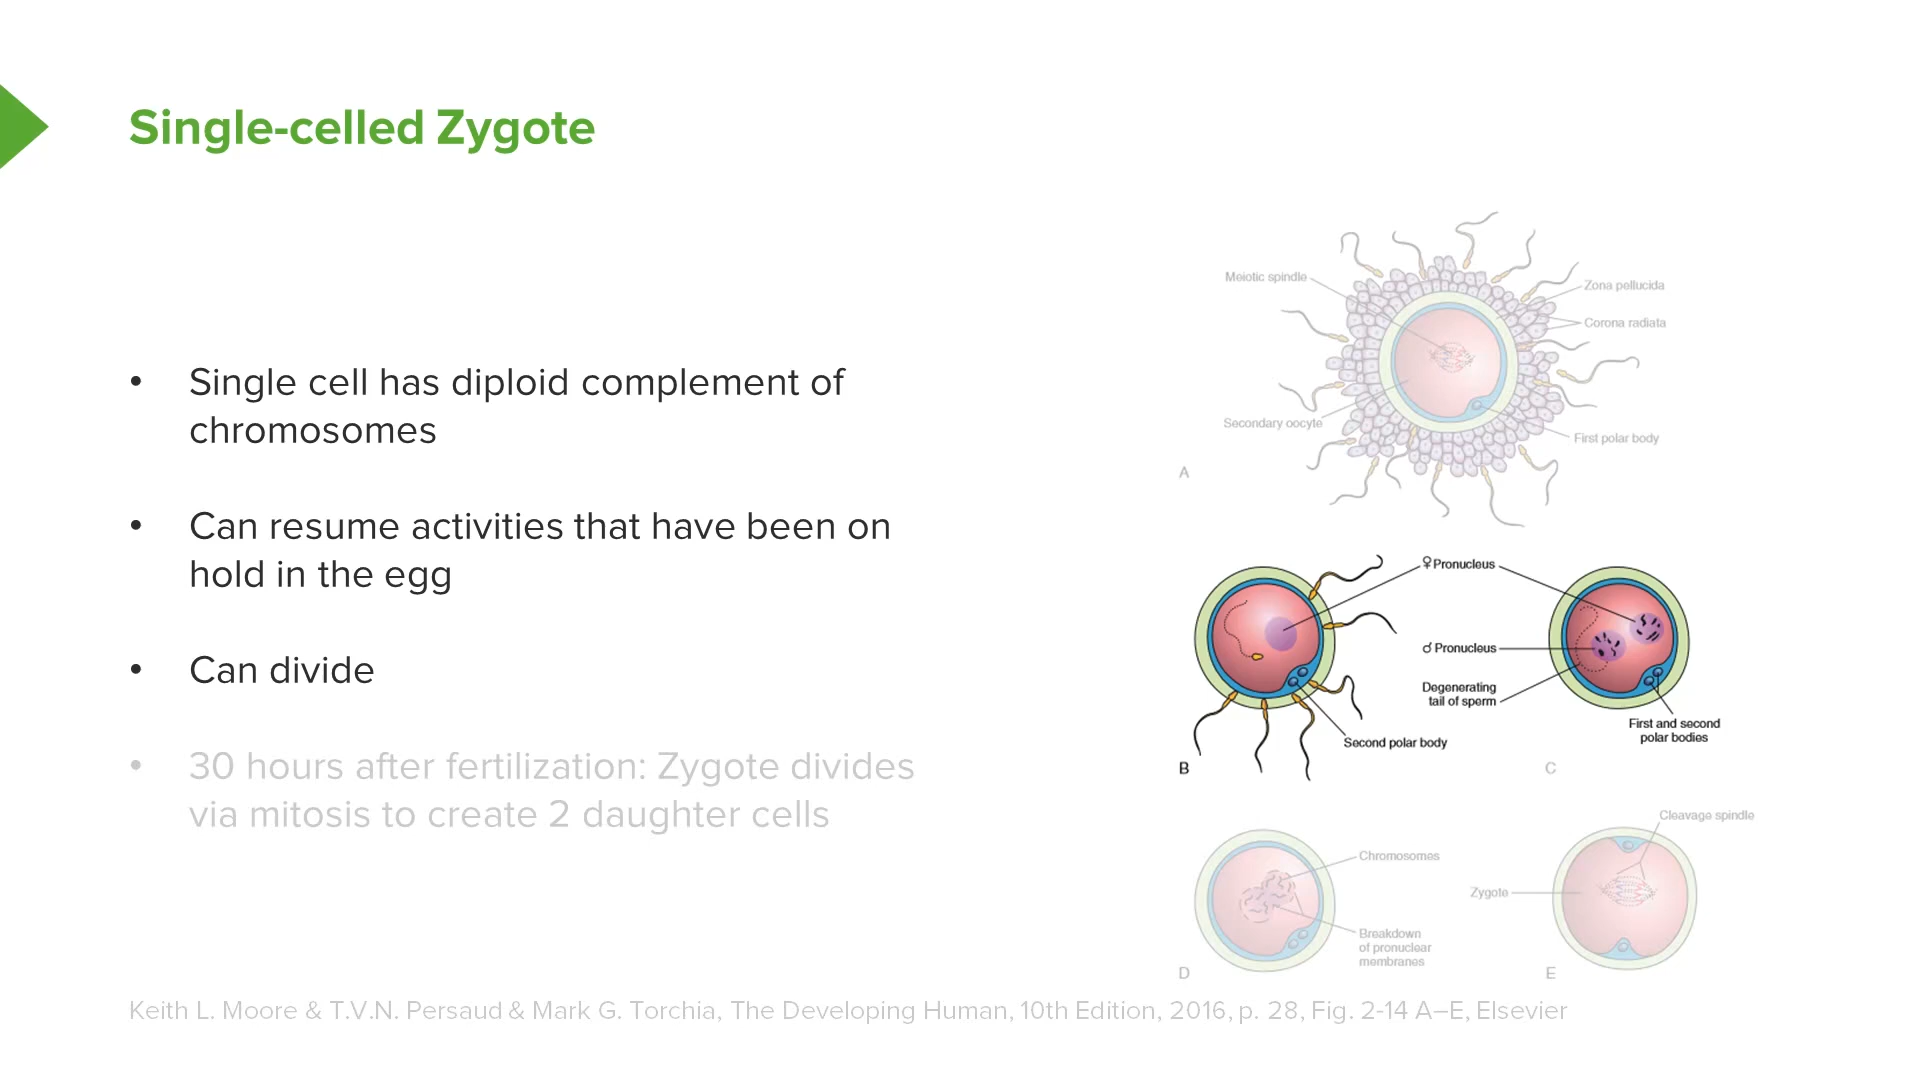 Single-celled Zygote
• Single cell has diploid complement of
chromosomes
• Can resume activities that have been on
hold in the egg
• Can divide
• 30 hours after fertilization: Zygote divides
via mitosis to create 2 daughter cells
Meiotic spindle
Zona pellucida
Corona radiata
Secondary oocyte
First polar body
A
♀ Pronucleus
♂ Pronucleus
Degenerating
tail of sperm
First and second
polar bodies
Second polar body
B
C
Cleavage spindle
Chromosomes
Zygote
Breakdown
of pronuclear
membranes
D
E
Keith L. Moore & T.V.N. Persaud & Mark G. Torchia, The Developing Human, 10th Edition, 2016, p. 28, Fig. 2-14 A–E, Elsevier